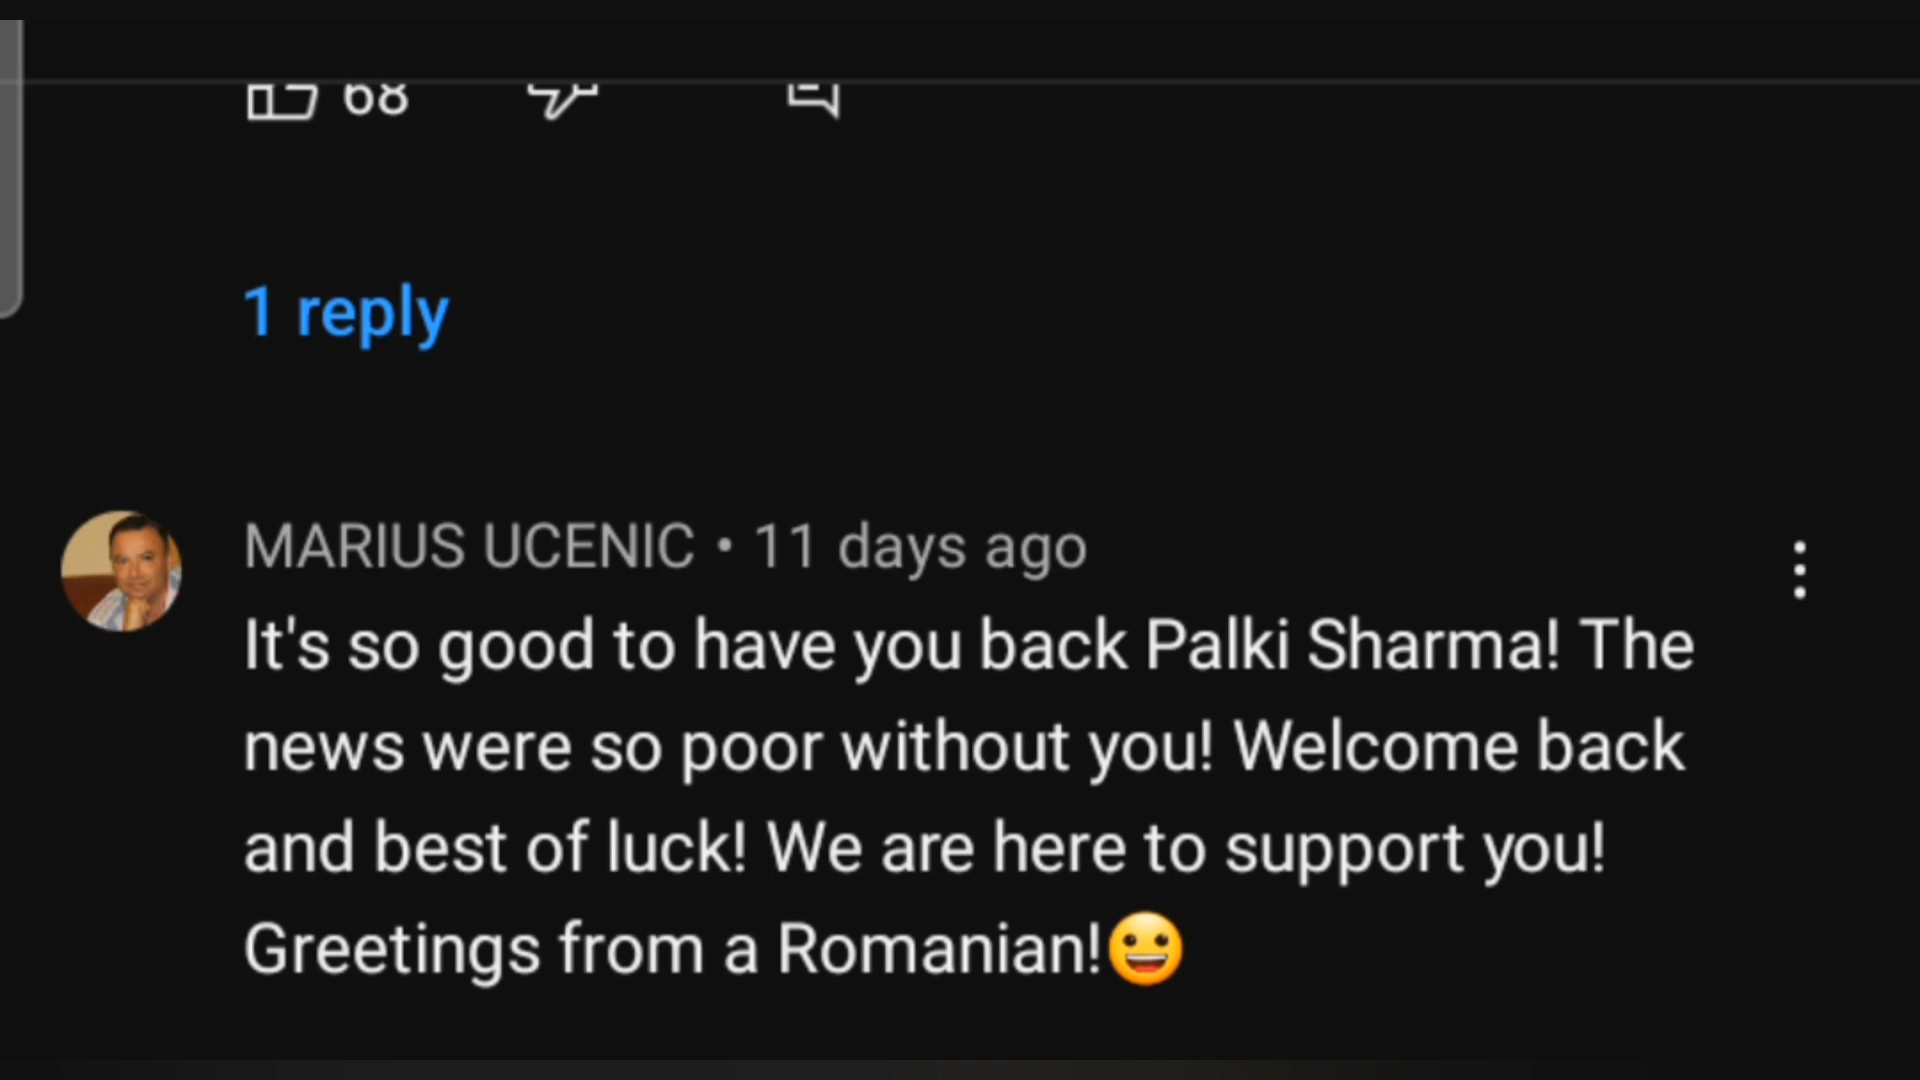 68
1 reply
MARIUS UCENIC • 11 days ago
It's so good to have you back Palki Sharma! The
news were so poor without you! Welcome back
and best of luck! We are here to support you!
Greetings from a Romanian!😀